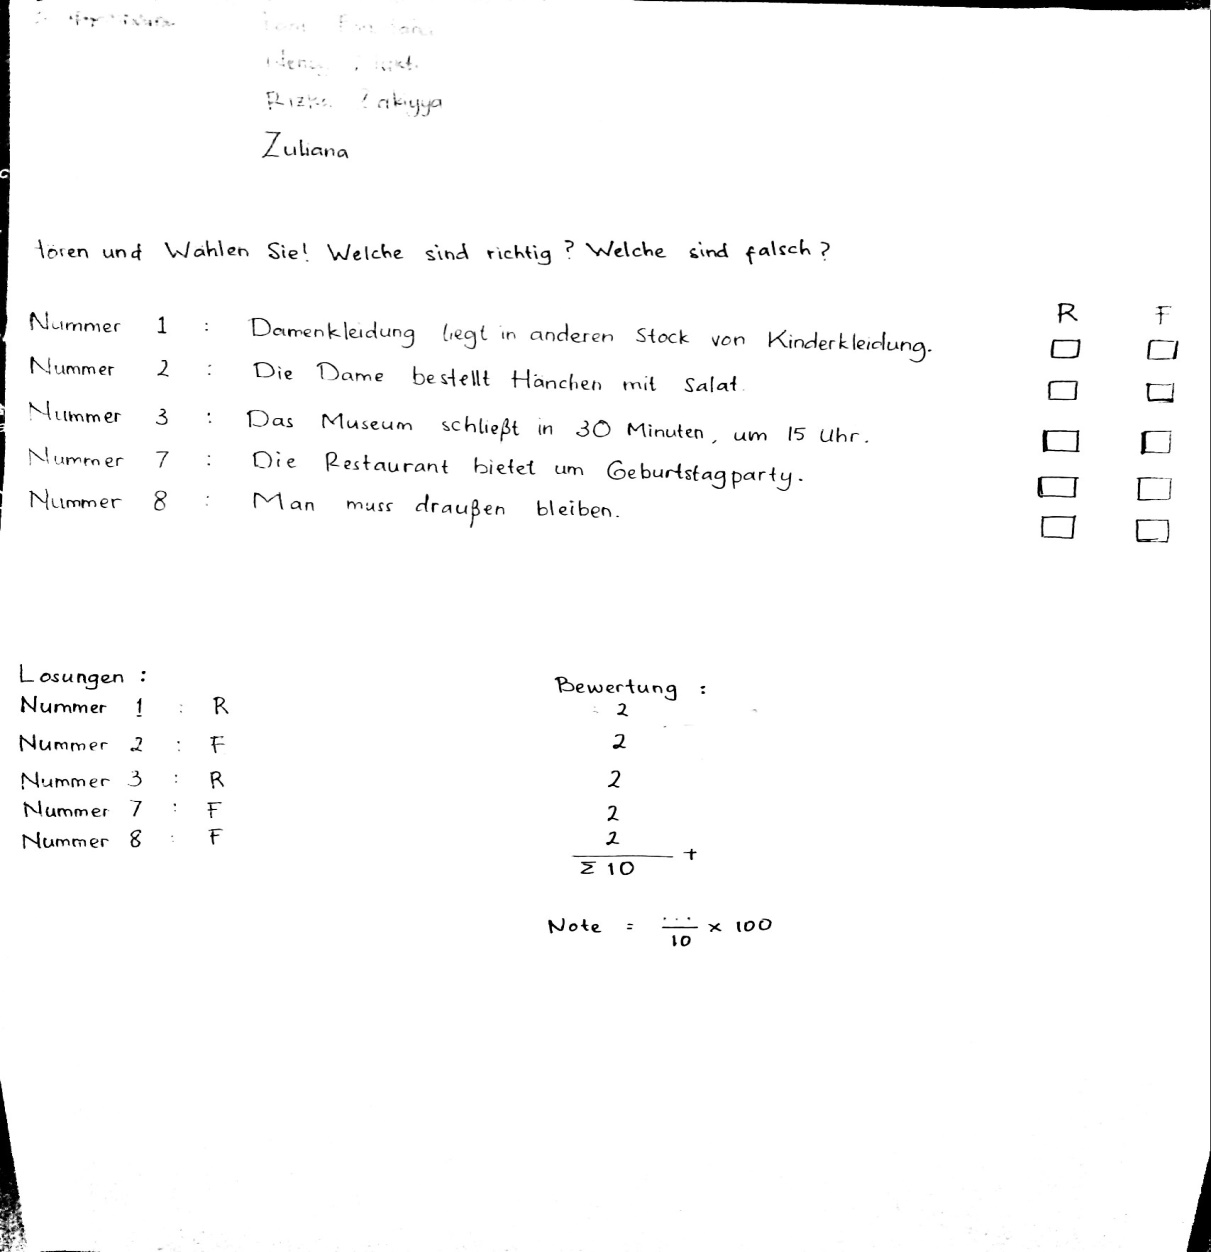 Zuliana
Hören und Wählen Sie! Welche sind richtig? Welche sind falsch?
R F
Nummer 1 : Damenkleidung liegt in anderen Stock von Kinderkleidung.
Nummer 2 : Die Dame bestellt Hänchen mit Salat.
Nummer 3 : Das Museum schließt in 30 Minuten, um 15 Uhr.
Nummer 7 : Die Restaurant bietet um Geburtstagparty.
Nummer 8 : Man muss draußen bleiben.
Losungen :
Nummer 1 : R
Nummer 2 : F
Nummer 3 : R
Nummer 7 : F
Nummer 8 : F
Bewertung :
2
2
2
2
2
+
Σ 10
Note = .../10 x 100